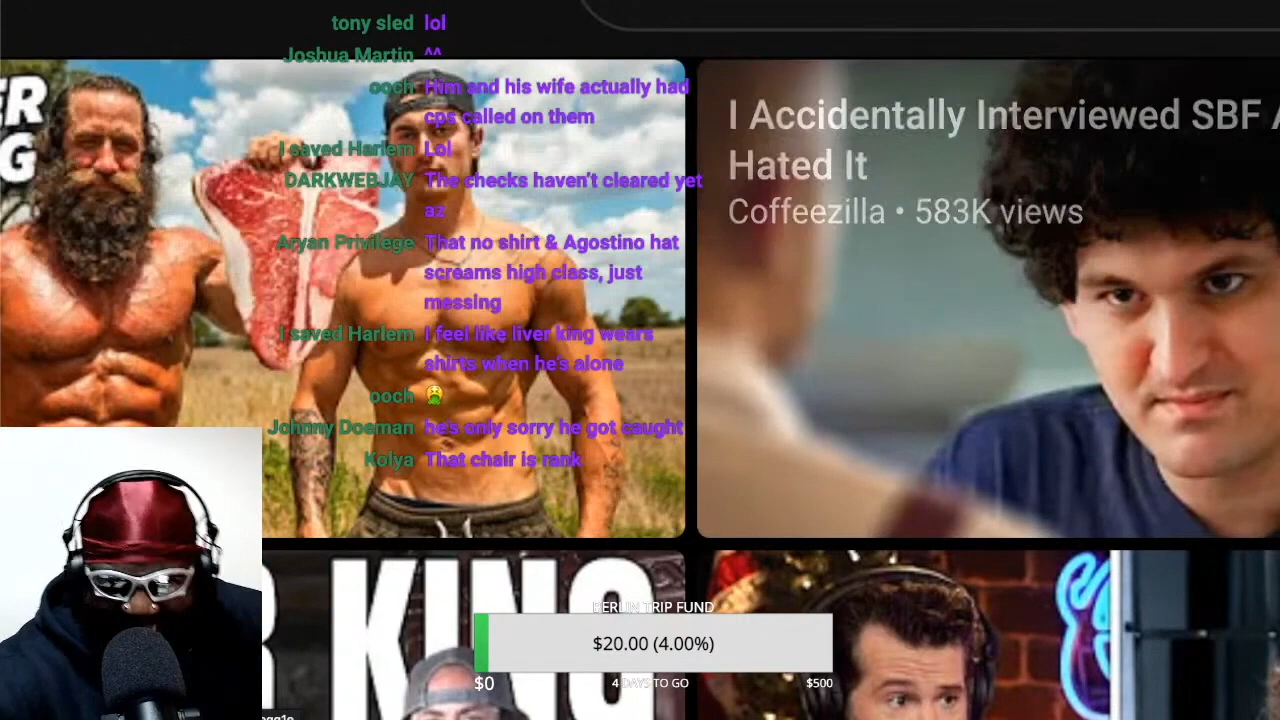 tony sled lol
Joshua Martin ^^
ER
ooch Him and his wife actually had
cps called on them
G
I saved Harlem Lol
DARKWEBJAY The checks haven't cleared yet
az
Aryan Privilege That no shirt & Agostino hat
screams high class, just
messing
I saved Harlem I feel like liver king wears
shirts when he's alone
ooch 🤮
Johnny Doeman he's only sorry he got caught
Kolya That chair is rank
I Accidentally Interviewed SBF
Hated It
Coffeezilla • 583K views
R KING
BERLIN TRIP FUND
$20.00 (4.00%)
$0 4 DAYS TO GO $500